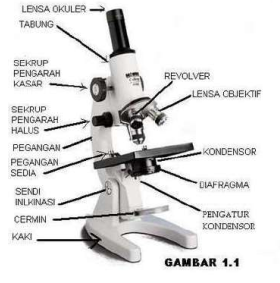 LENSA OKULER
TABUNG
SEKRUP
PENGARAH
KASAR
REVOLVER
LENSA OBJEKTIF
SEKRUP
PENGARAH
HALUS
PEGANGAN
KONDENSOR
PEGANGAN
SEDIA
DIAFRAGMA
SENDI
INLKINASI
PENGATUR
KONDENSOR
CERMIN
KAKI
GAMBAR 1.1